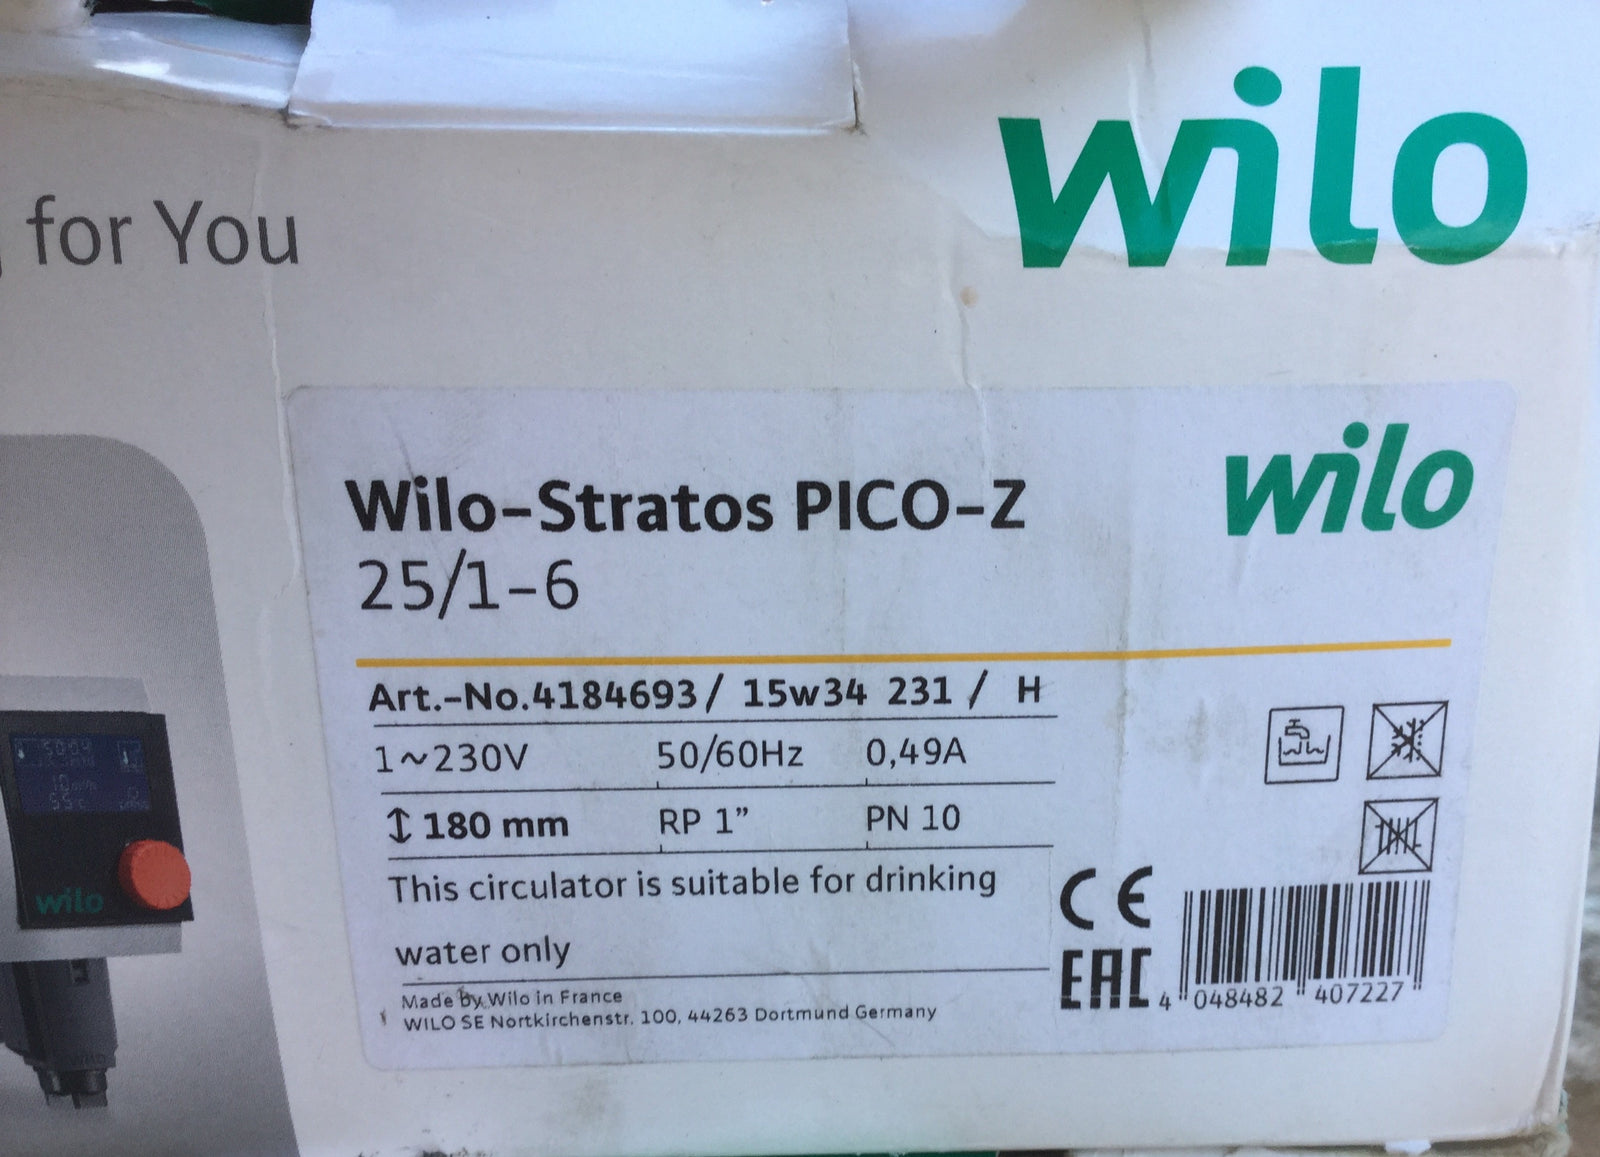 wilo
for You
wilo
Wilo-Stratos PICO-Z
25/1-6
Art.-No.4184693/ 15w34 231 / H
1~230V 50/60Hz 0,49A
↕ 180 mm RP 1” PN 10
This circulator is suitable for drinking
water only
Made by Wilo in France
WILO SE Nortkirchenstr. 100, 44263 Dortmund Germany
CE
EAC
4 048482 407227
wilo